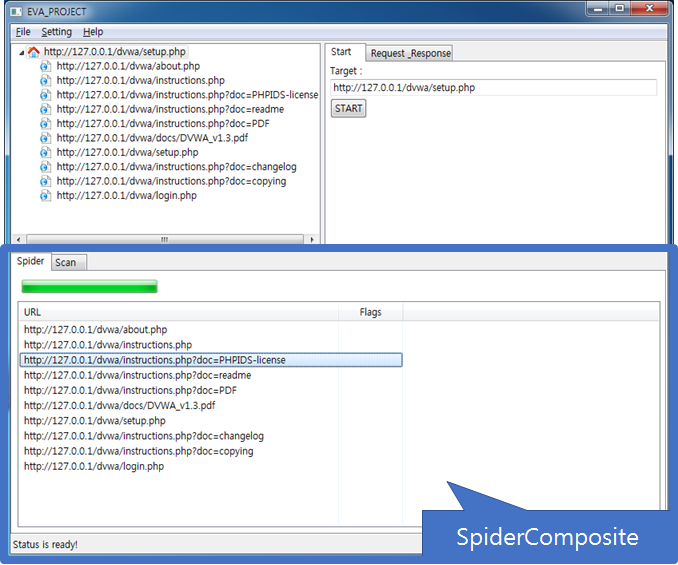 EVA_PROJECT
File Setting Help
http://127.0.0.1/dvwa/setup.php
http://127.0.0.1/dvwa/about.php
http://127.0.0.1/dvwa/instructions.php
http://127.0.0.1/dvwa/instructions.php?doc=PHPIDS-license
http://127.0.0.1/dvwa/instructions.php?doc=readme
http://127.0.0.1/dvwa/instructions.php?doc=PDF
http://127.0.0.1/dvwa/docs/DVWA_v1.3.pdf
http://127.0.0.1/dvwa/setup.php
http://127.0.0.1/dvwa/instructions.php?doc=changelog
http://127.0.0.1/dvwa/instructions.php?doc=copying
http://127.0.0.1/dvwa/login.php
Start Request _Response
Target :
http://127.0.0.1/dvwa/setup.php
START
Spider Scan
URL Flags
http://127.0.0.1/dvwa/about.php
http://127.0.0.1/dvwa/instructions.php
http://127.0.0.1/dvwa/instructions.php?doc=PHPIDS-license
http://127.0.0.1/dvwa/instructions.php?doc=readme
http://127.0.0.1/dvwa/instructions.php?doc=PDF
http://127.0.0.1/dvwa/docs/DVWA_v1.3.pdf
http://127.0.0.1/dvwa/setup.php
http://127.0.0.1/dvwa/instructions.php?doc=changelog
http://127.0.0.1/dvwa/instructions.php?doc=copying
http://127.0.0.1/dvwa/login.php
SpiderComposite
Status is ready!